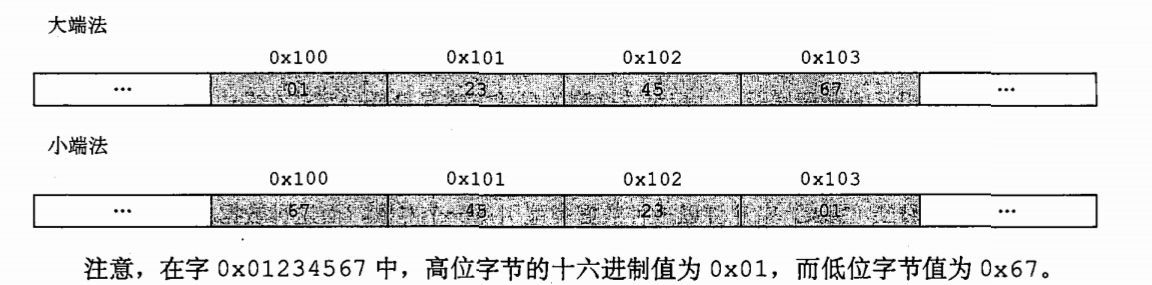 大端法
0x100 0x101 0x102 0x103
... 01 23 45 67 ...
小端法
0x100 0x101 0x102 0x103
... 67 45 23 01 ...
注意，在字 0x01234567 中，高位字节的十六进制值为 0x01，而低位字节值为 0x67。